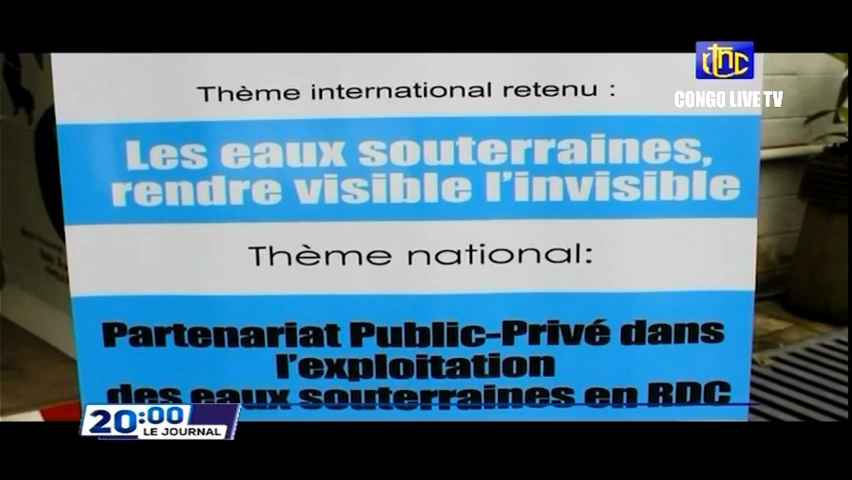 rtnc
CONGO LIVE TV
Thème international retenu :
Les eaux souterraines,
rendre visible l'invisible
Thème national:
Partenariat Public-Privé dans
l'exploitation
des eaux souterraines en RDC
20:00
LE JOURNAL